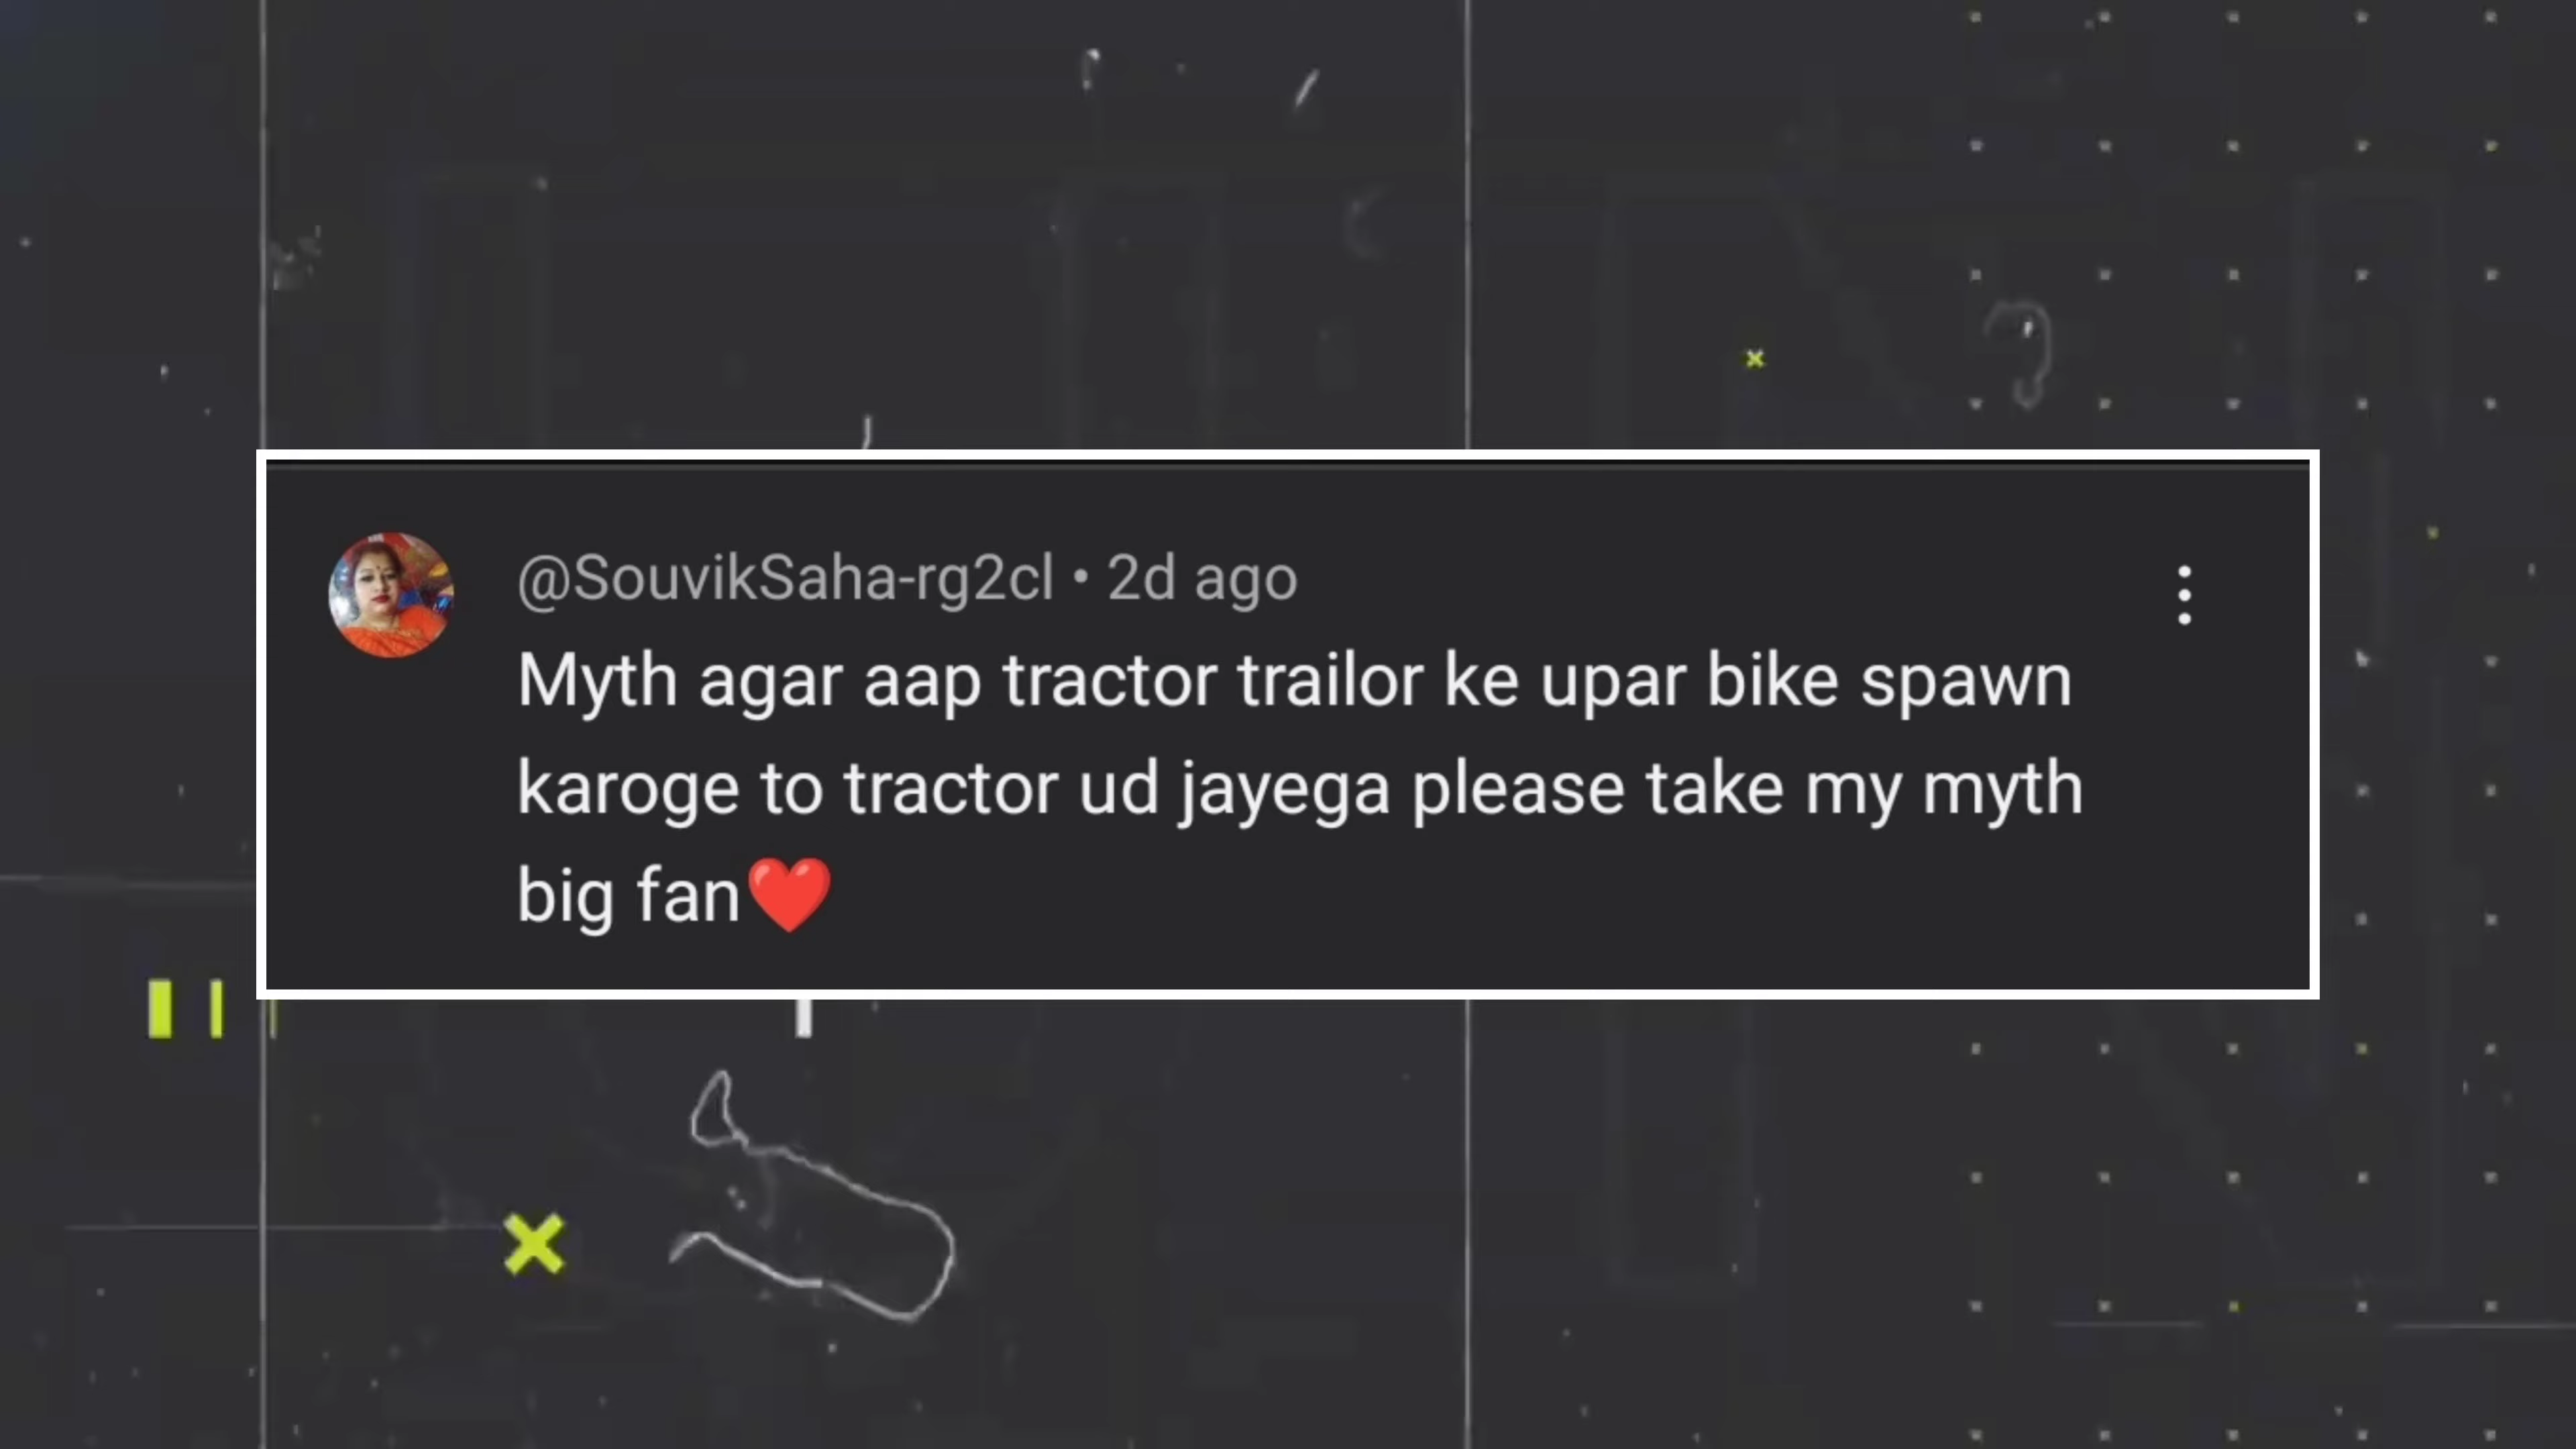 @SouvikSaha-rg2cl • 2d ago
Myth agar aap tractor trailor ke upar bike spawn
karoge to tractor ud jayega please take my myth
big fan❤️